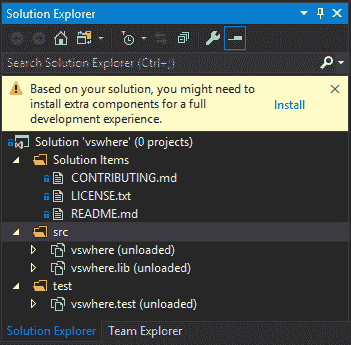 Solution Explorer
Search Solution Explorer (Ctrl+;)
Based on your solution, you might need to
install extra components for a full
development experience.
Install
Solution 'vswhere' (0 projects)
Solution Items
CONTRIBUTING.md
LICENSE.txt
README.md
src
vswhere (unloaded)
vswhere.lib (unloaded)
test
vswhere.test (unloaded)
Solution Explorer Team Explorer